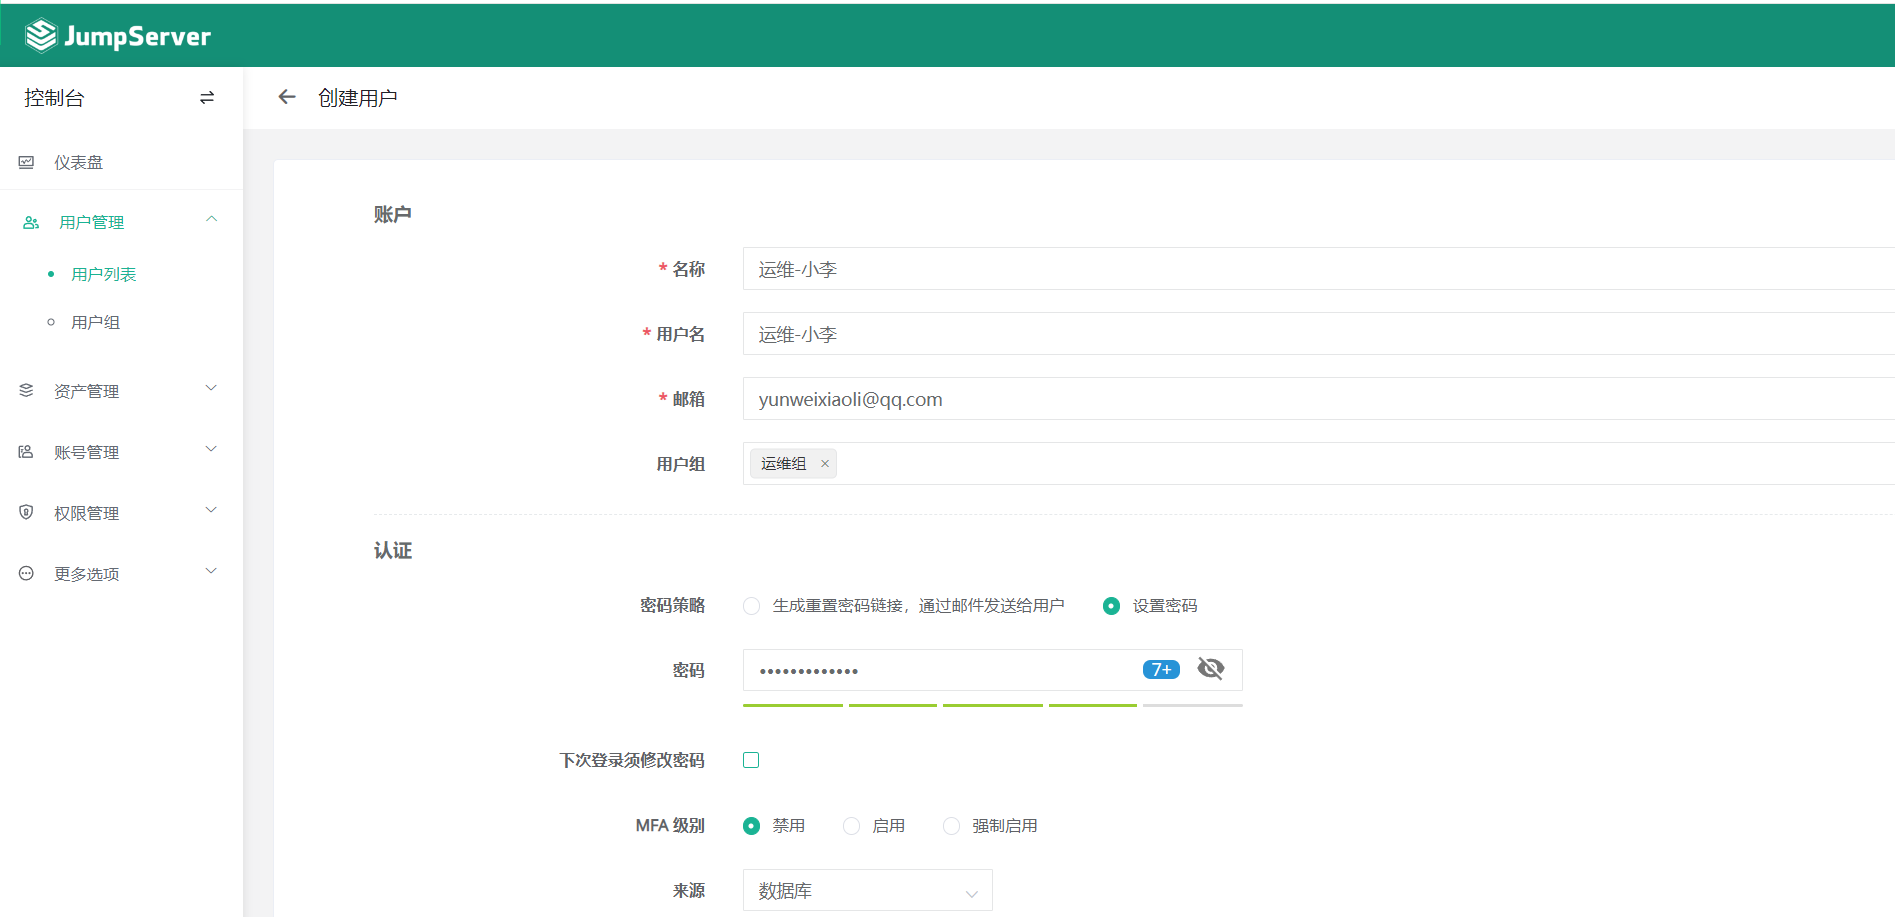 JumpServer
控制台
创建用户
仪表盘
用户管理
用户列表
用户组
资产管理
账号管理
权限管理
更多选项
账户
* 名称 运维-小李
* 用户名 运维-小李
* 邮箱 yunweixiaoli@qq.com
用户组 运维组 ×
认证
密码策略 生成重置密码链接，通过邮件发送给用户 设置密码
密码 ••••••••••••• 7+
下次登录须修改密码
MFA 级别 禁用 启用 强制启用
来源 数据库